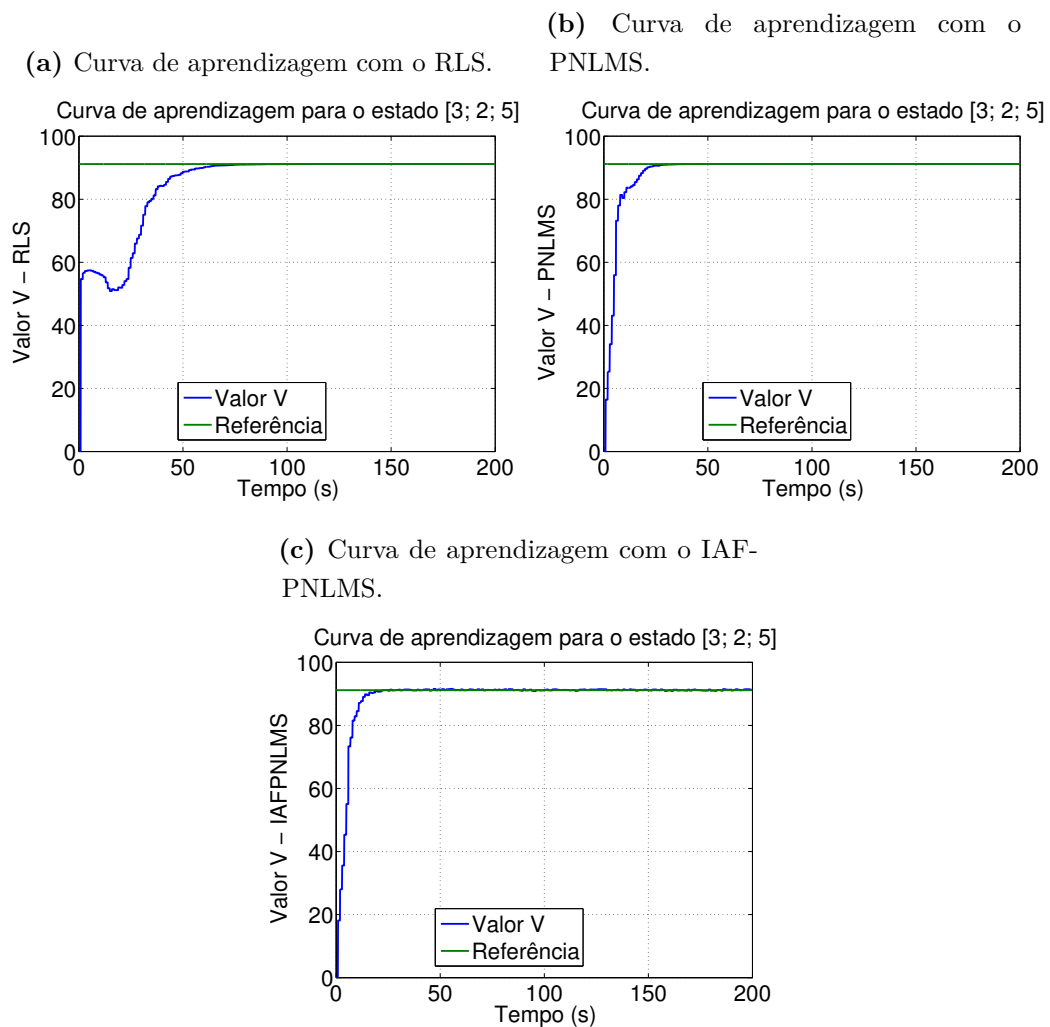 (a) Curva de aprendizagem com o RLS.
(b) Curva de aprendizagem com o
PNLMS.
Curva de aprendizagem para o estado [3; 2; 5]
100
80
60
40
20
0
Valor V − RLS
Valor V
Referência
0 50 100 150 200
Tempo (s)
Curva de aprendizagem para o estado [3; 2; 5]
100
80
60
40
20
0
Valor V − PNLMS
Valor V
Referência
0 50 100 150 200
Tempo (s)
(c) Curva de aprendizagem com o IAF-
PNLMS.
Curva de aprendizagem para o estado [3; 2; 5]
100
80
60
40
20
0
Valor V − IAFPNLMS
Valor V
Referência
0 50 100 150 200
Tempo (s)